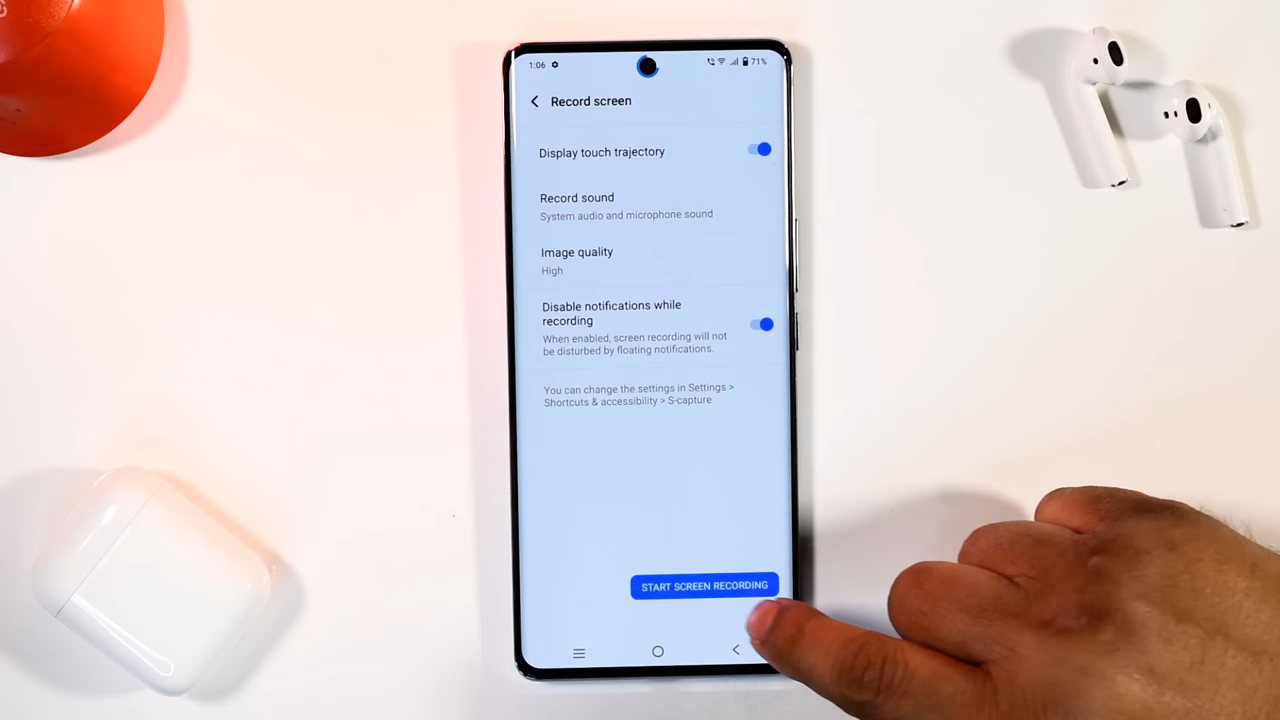 1:06
71%
Record screen
Display touch trajectory
Record sound
System audio and microphone sound
Image quality
High
Disable notifications while
recording
When enabled, screen recording will not
be disturbed by floating notifications.
You can change the settings in Settings >
Shortcuts & accessibility > S-capture
START SCREEN RECORDING